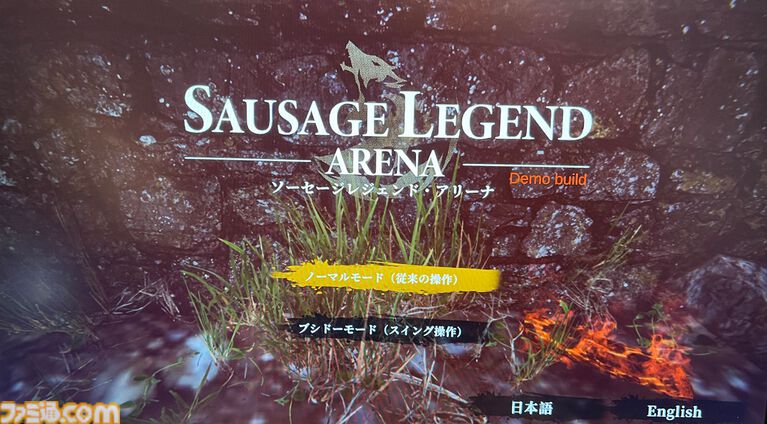 SAUSAGE LEGEND
ARENA
Demo build
ソーセージレジェンド・アリーナ
ノーマルモード（従来の操作）
ブシドーモード（スイング操作）
日本語 English
ファミ通.com